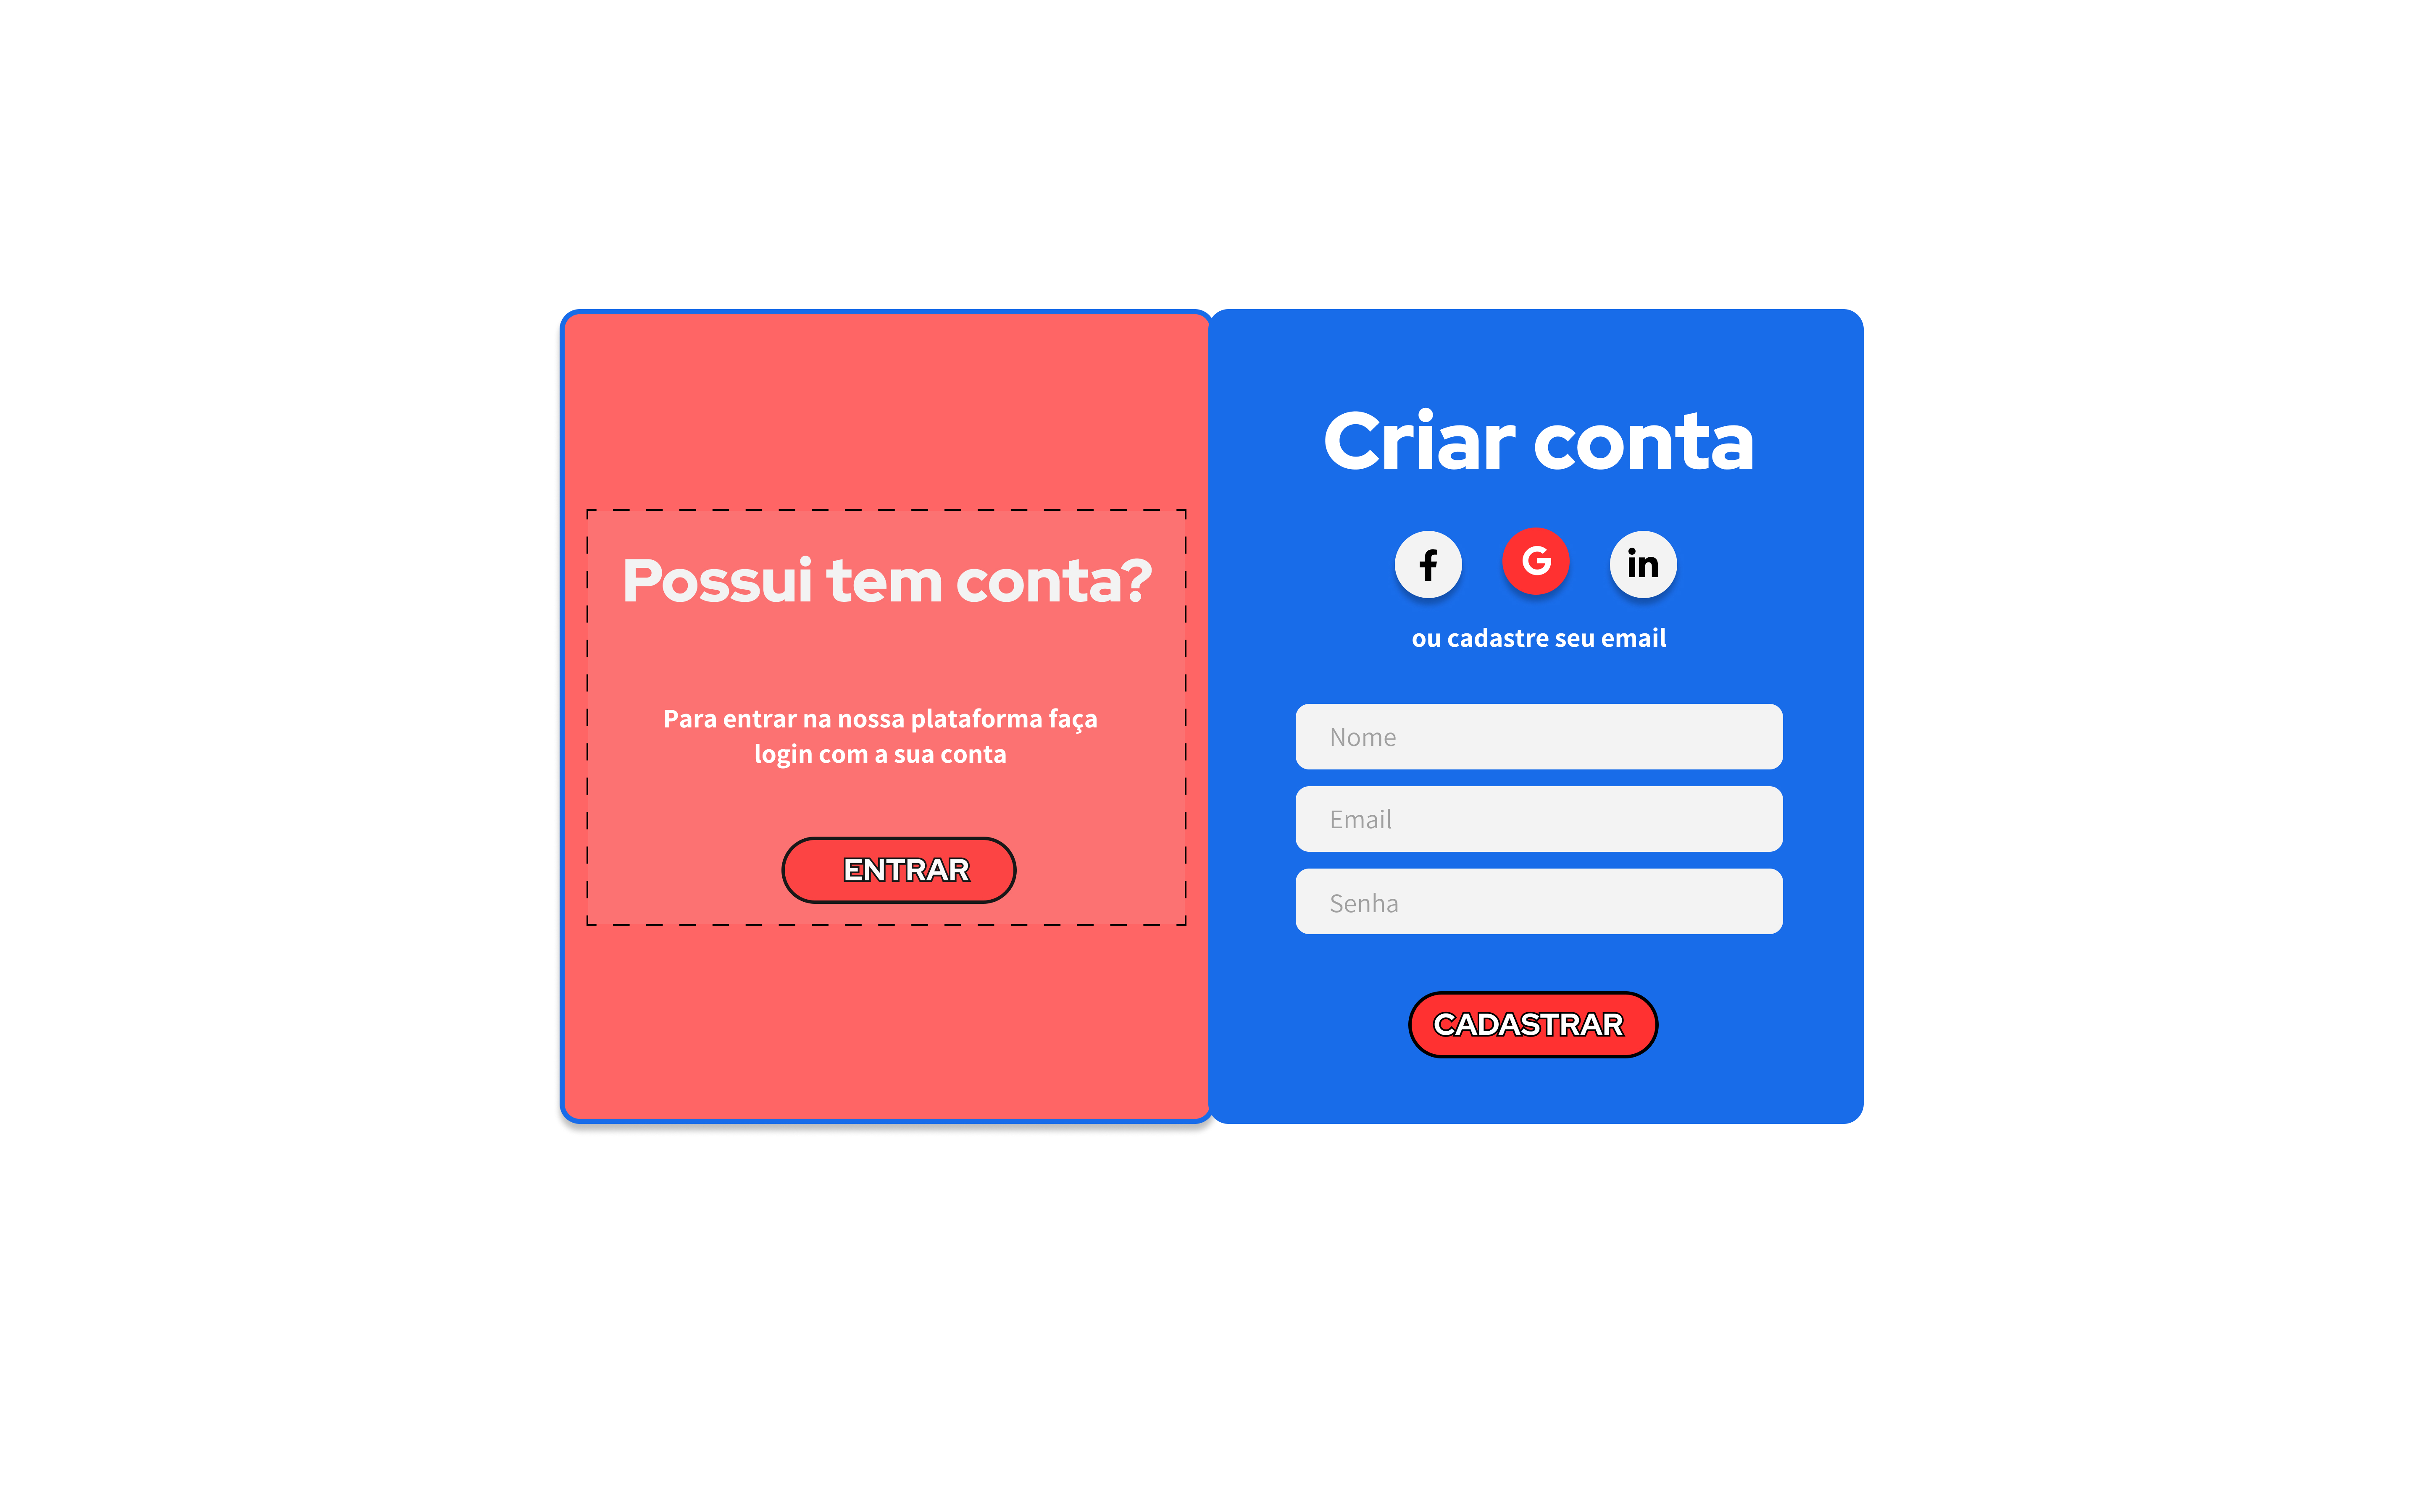 Possui tem conta?
Para entrar na nossa plataforma faça
login com a sua conta
ENTRAR
Criar conta
f G in
ou cadastre seu email
Nome
Email
Senha
CADASTRAR